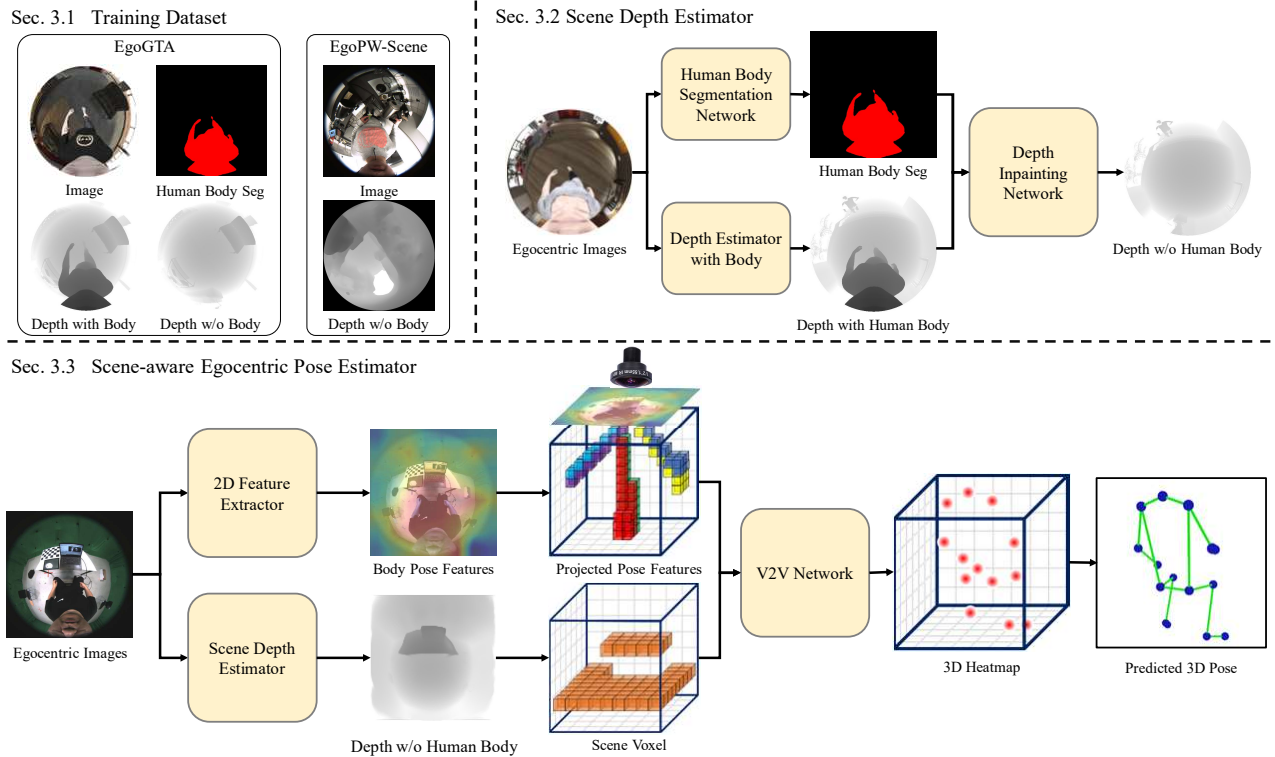 Sec. 3.1 Training Dataset
EgoGTA
EgoPW-Scene
Image
Human Body Seg
Image
Depth with Body
Depth w/o Body
Depth w/o Body
Sec. 3.2 Scene Depth Estimator
Egocentric Images
Human Body
Segmentation
Network
Human Body Seg
Depth Estimator
with Body
Depth with Human Body
Depth
Inpainting
Network
Depth w/o Human Body
Sec. 3.3 Scene-aware Egocentric Pose Estimator
Egocentric Images
2D Feature
Extractor
Body Pose Features
Projected Pose Features
Scene Depth
Estimator
Depth w/o Human Body
Scene Voxel
V2V Network
3D Heatmap
Predicted 3D Pose